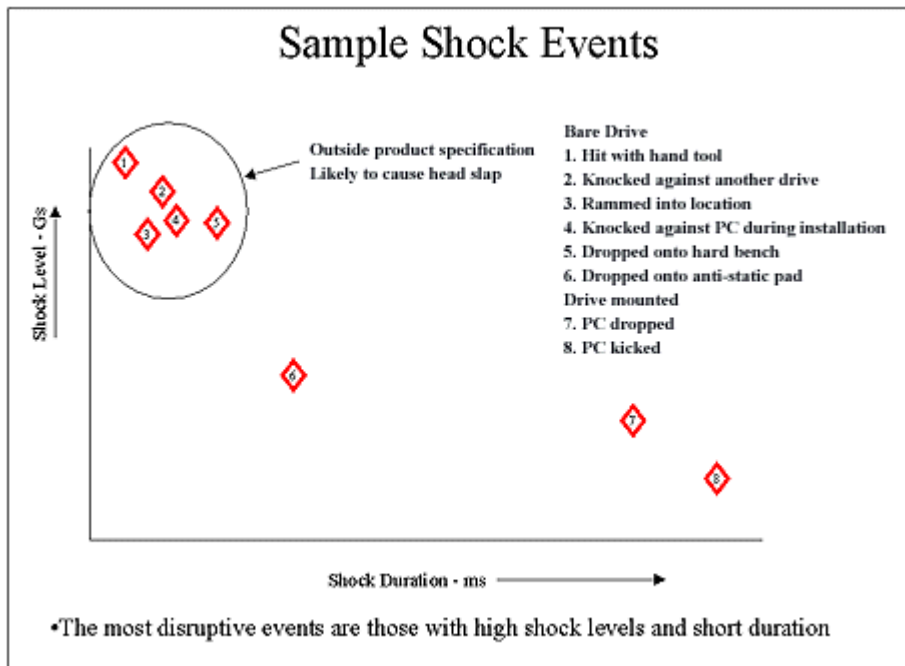 Sample Shock Events
Outside product specification
Likely to cause head slap
Bare Drive
1. Hit with hand tool
2. Knocked against another drive
3. Rammed into location
4. Knocked against PC during installation
5. Dropped onto hard bench
6. Dropped onto anti-static pad
Drive mounted
7. PC dropped
8. PC kicked
Shock Level - Gs
1
2
3
4
5
6
7
8
Shock Duration - ms
•The most disruptive events are those with high shock levels and short duration